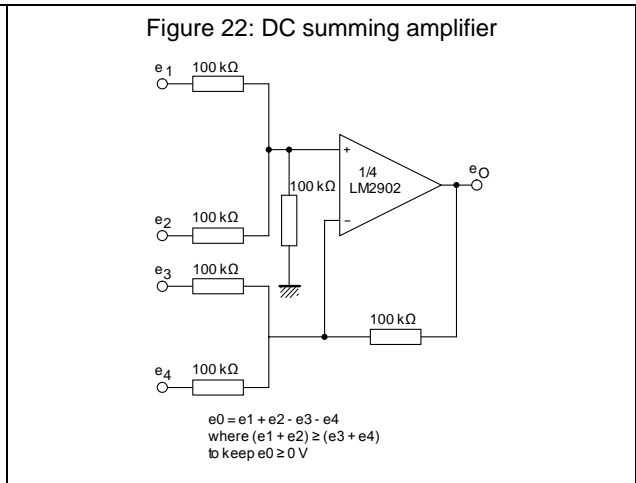 Figure 22: DC summing amplifier
e1
100 kΩ
+
1/4
LM2902
eO
100 kΩ
−
e2
100 kΩ
e3
100 kΩ
100 kΩ
e4
100 kΩ
e0 = e1 + e2 - e3 - e4
where (e1 + e2) ≥ (e3 + e4)
to keep e0 ≥ 0 V